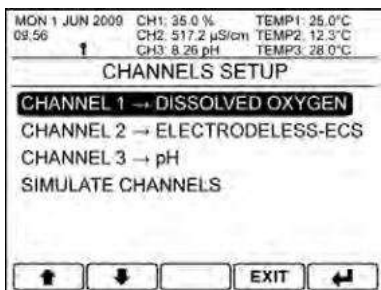 MON 1 JUN 2009 CH1: 35.0 % TEMP1: 25.0°C
09:56 CH2: 517.2 µS/cm TEMP2: 12.3°C
CH3: 8.26 pH TEMP3: 28.0°C
CHANNELS SETUP
CHANNEL 1 → DISSOLVED OXYGEN
CHANNEL 2 → ELECTRODELESS-ECS
CHANNEL 3 → pH
SIMULATE CHANNELS
EXIT